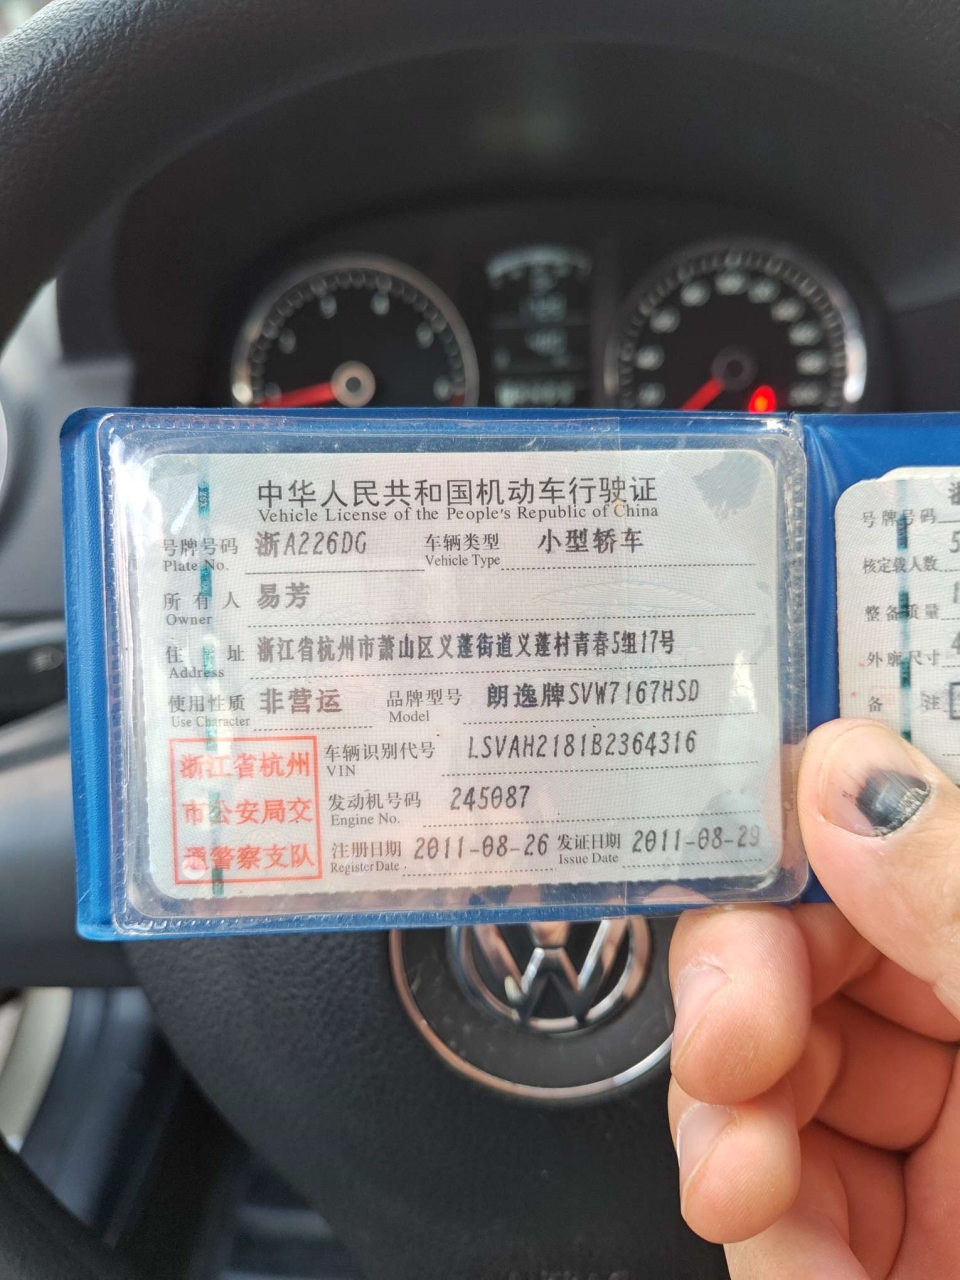 中华人民共和国机动车行驶证
Vehicle License of the People's Republic of China
号牌号码 浙A226DG 车辆类型 小型轿车
Plate No. Vehicle Type
所有人 易芳
Owner
住址 浙江省杭州市萧山区义蓬街道义蓬村青春5组17号
Address
使用性质 非营运 品牌型号 朗逸牌SVW7167HSD
Use Character Model
浙江省杭州
市公安局交
通警察支队
车辆识别代号 LSVAH2181B2364316
VIN
发动机号码 245087
Engine No.
注册日期 2011-08-26 发证日期 2011-08-29
Register Date Issue Date
号牌号码
核定载人数 5
整备质量
外廓尺寸 4
备注